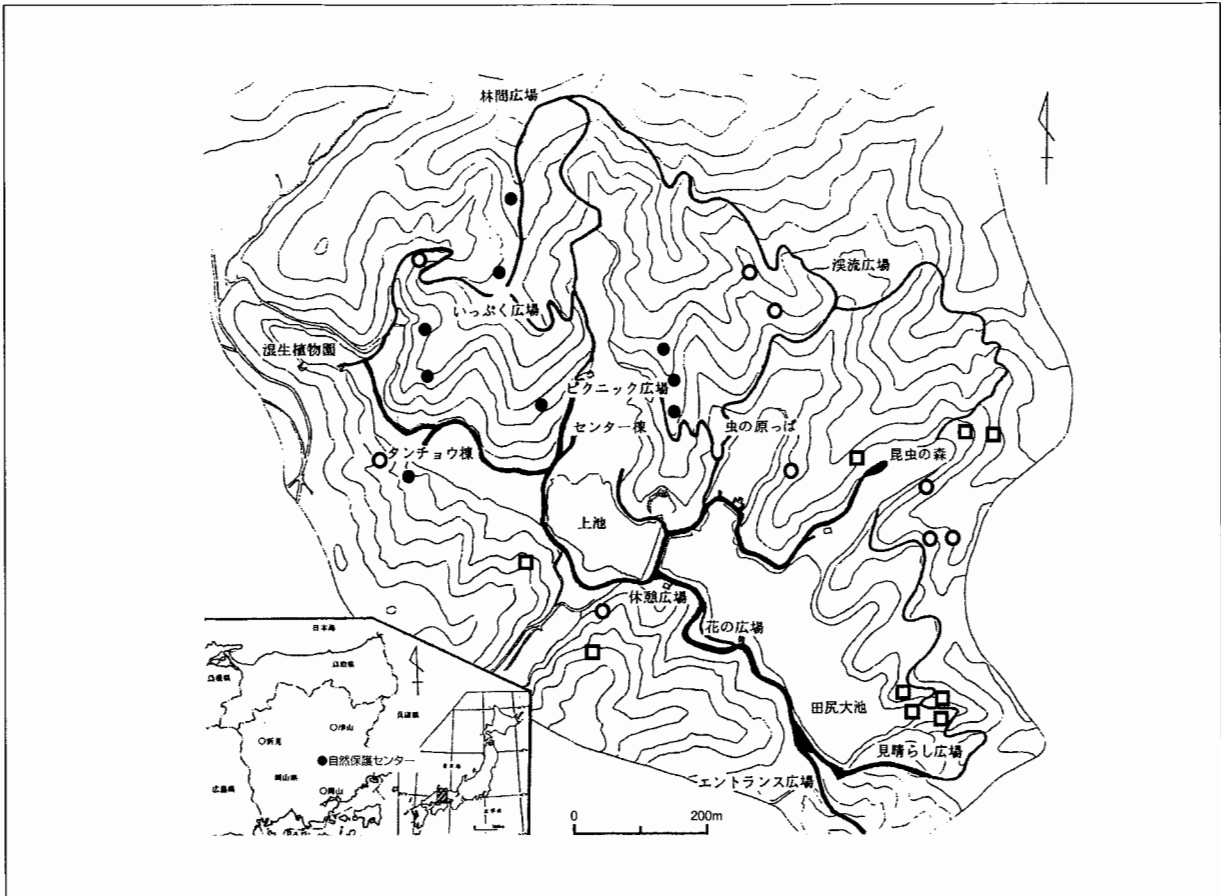 林間広場
渓流広場
いっぷく広場
湿生植物園
ピクニック広場
センター棟
虫の原っぱ
タンチョウ棟
昆虫の森
上池
休憩広場
花の広場
田尻大池
見晴らし広場
エントランス広場
0 200m
日本海
鳥取県
島根県
兵庫県
津山
新見
自然保護センター
岡山県
広島県
岡山